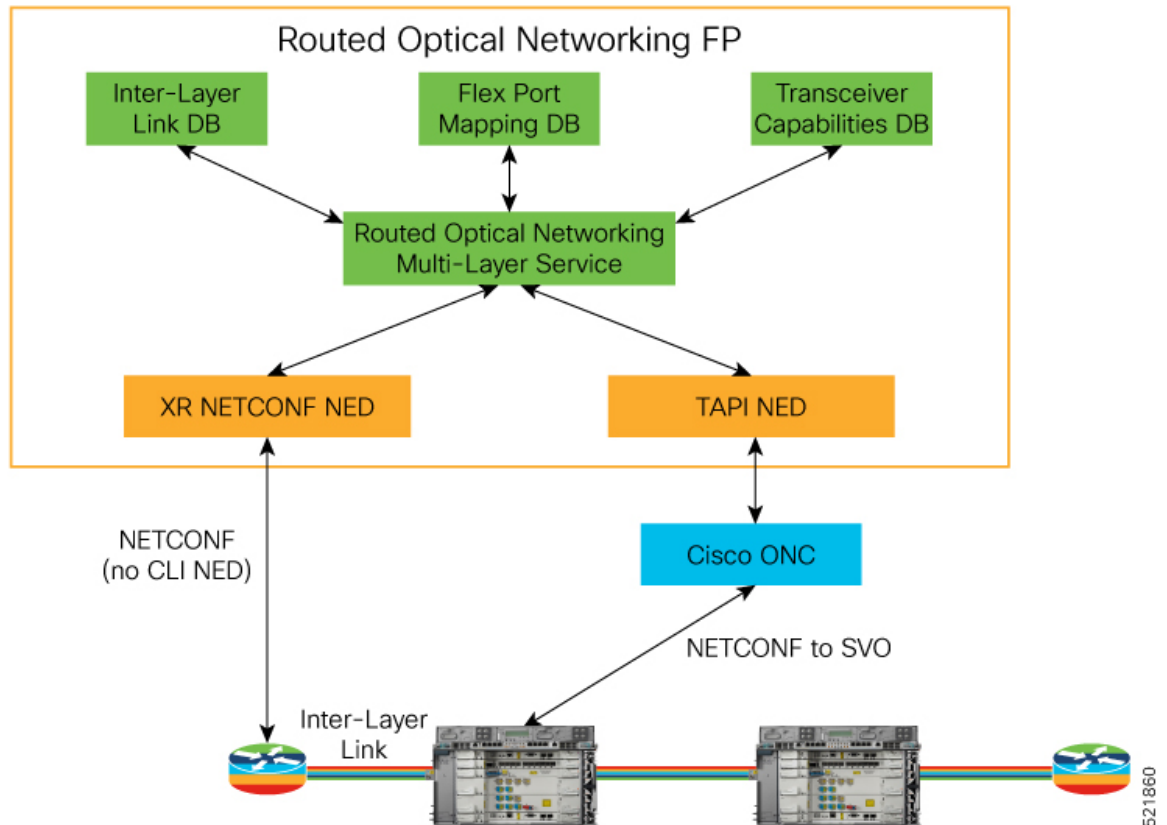 Routed Optical Networking FP
Inter-Layer
Link DB
Flex Port
Mapping DB
Transceiver
Capabilities DB
Routed Optical Networking
Multi-Layer Service
XR NETCONF NED
TAPI NED
NETCONF
(no CLI NED)
Cisco ONC
NETCONF to SVO
Inter-Layer
Link
521860